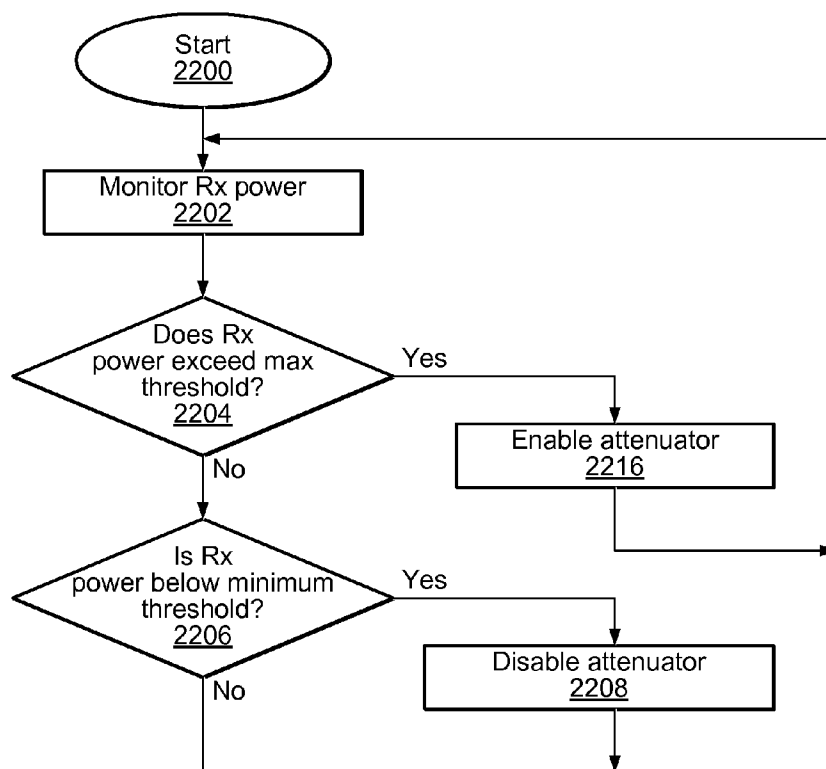 Start
2200
Monitor Rx power
2202
Does Rx
power exceed max
threshold?
2204
Yes
No
Enable attenuator
2216
Is Rx
power below minimum
threshold?
2206
Yes
No
Disable attenuator
2208